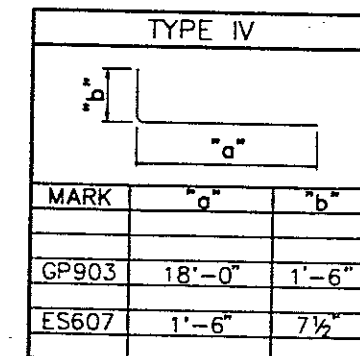 TYPE IV
"b"
"a"
MARK "a" "b"
GP903 18'-0" 1'-6"
ES607 1'-6" 7½"